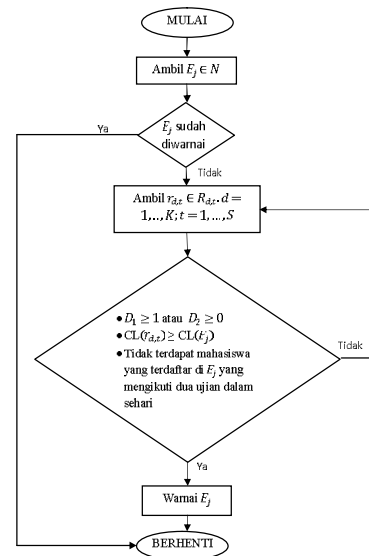 MULAI
Ambil E_j ∈ N
E_j sudah
diwarnai
Ya
Tidak
Ambil r_{d,t} ∈ R_{d,t}. d =
1,..,K; t = 1, ..., S
• D_1 ≥ 1 atau D_2 ≥ 0
• CL(r_{d,t}) ≥ CL(E_j)
• Tidak terdapat mahasiswa
yang terdaftar di E_j yang
mengikuti dua ujian dalam
sehari
Tidak
Ya
Warnai E_j
BERHENTI